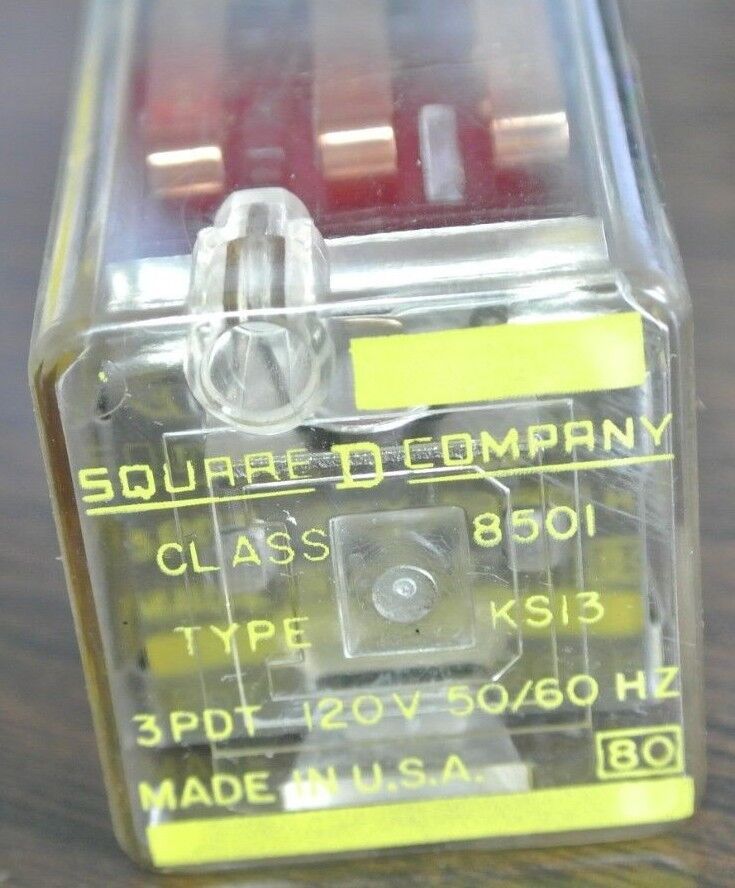 SQUARE D COMPANY
CLASS 8501
TYPE KS13
3PDT 120V 50/60 HZ
MADE IN U.S.A. 80